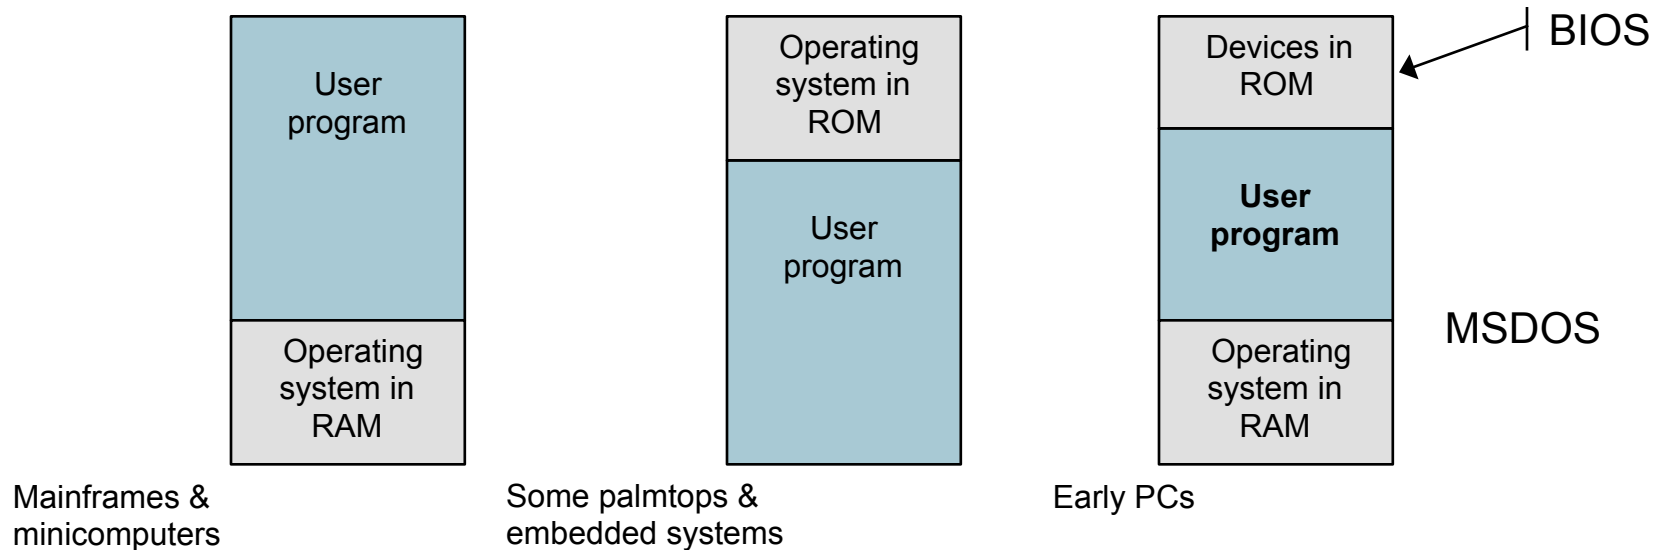 User
program
Operating
system in
RAM
Mainframes &
minicomputers
Operating
system in
ROM
User
program
Some palmtops &
embedded systems
Devices in
ROM
User
program
Operating
system in
RAM
Early PCs
BIOS
MSDOS